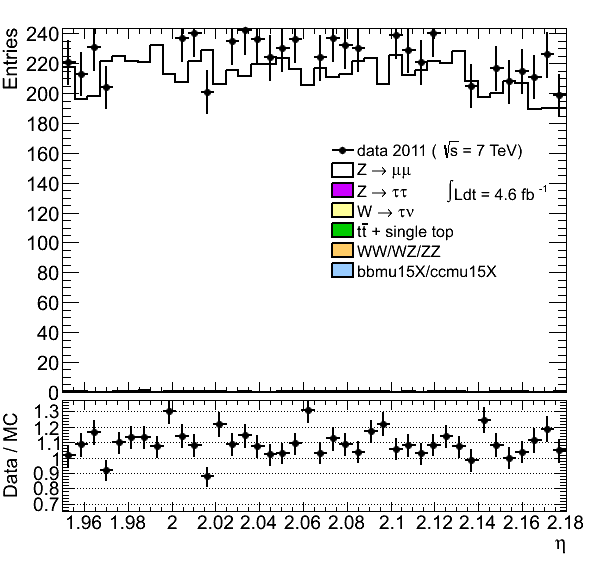 Entries
240
220
200
180
160
140
120
100
80
60
40
20
0
data 2011 ( √s = 7 TeV)
Z → μμ
Z → ττ
∫Ldt = 4.6 fb⁻¹
W → τν
tt̄ + single top
WW/WZ/ZZ
bbmu15X/ccmu15X
Data / MC
1.3
1.2
1.1
1
0.9
0.8
0.7
1.96 1.98 2 2.02 2.04 2.06 2.08 2.1 2.12 2.14 2.16 2.18
η